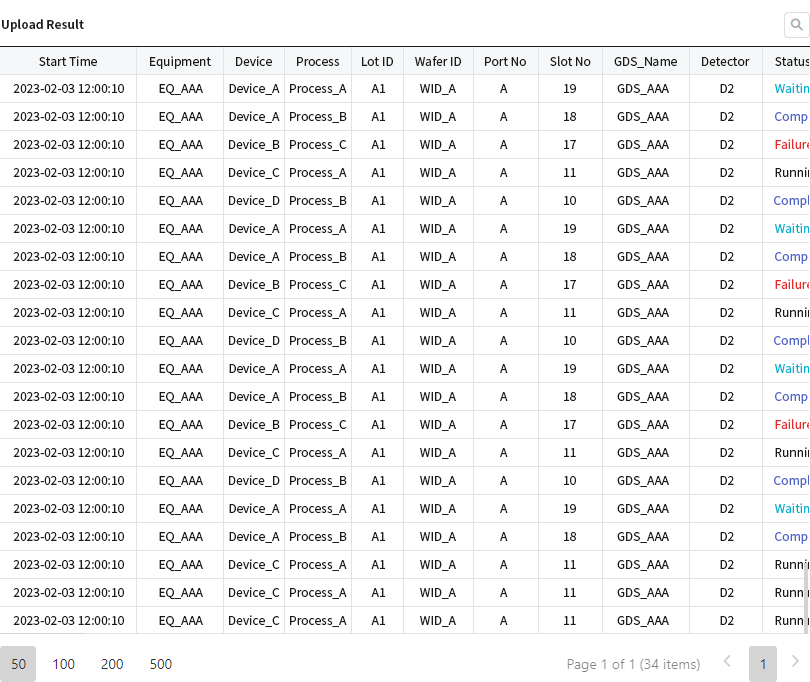 Upload Result
Start Time Equipment Device Process Lot ID Wafer ID Port No Slot No GDS_Name Detector Status
2023-02-03 12:00:10 EQ_AAA Device_A Process_A A1 WID_A A 19 GDS_AAA D2 Waitin
2023-02-03 12:00:10 EQ_AAA Device_A Process_B A1 WID_A A 18 GDS_AAA D2 Comp
2023-02-03 12:00:10 EQ_AAA Device_B Process_C A1 WID_A A 17 GDS_AAA D2 Failure
2023-02-03 12:00:10 EQ_AAA Device_C Process_A A1 WID_A A 11 GDS_AAA D2 Runni
2023-02-03 12:00:10 EQ_AAA Device_D Process_B A1 WID_A A 10 GDS_AAA D2 Compl
2023-02-03 12:00:10 EQ_AAA Device_A Process_A A1 WID_A A 19 GDS_AAA D2 Waitin
2023-02-03 12:00:10 EQ_AAA Device_A Process_B A1 WID_A A 18 GDS_AAA D2 Comp
2023-02-03 12:00:10 EQ_AAA Device_B Process_C A1 WID_A A 17 GDS_AAA D2 Failure
2023-02-03 12:00:10 EQ_AAA Device_C Process_A A1 WID_A A 11 GDS_AAA D2 Runni
2023-02-03 12:00:10 EQ_AAA Device_D Process_B A1 WID_A A 10 GDS_AAA D2 Compl
2023-02-03 12:00:10 EQ_AAA Device_A Process_A A1 WID_A A 19 GDS_AAA D2 Waitin
2023-02-03 12:00:10 EQ_AAA Device_A Process_B A1 WID_A A 18 GDS_AAA D2 Comp
2023-02-03 12:00:10 EQ_AAA Device_B Process_C A1 WID_A A 17 GDS_AAA D2 Failure
2023-02-03 12:00:10 EQ_AAA Device_C Process_A A1 WID_A A 11 GDS_AAA D2 Runni
2023-02-03 12:00:10 EQ_AAA Device_D Process_B A1 WID_A A 10 GDS_AAA D2 Compl
2023-02-03 12:00:10 EQ_AAA Device_A Process_A A1 WID_A A 19 GDS_AAA D2 Waitin
2023-02-03 12:00:10 EQ_AAA Device_A Process_B A1 WID_A A 18 GDS_AAA D2 Comp
2023-02-03 12:00:10 EQ_AAA Device_C Process_A A1 WID_A A 11 GDS_AAA D2 Runni
2023-02-03 12:00:10 EQ_AAA Device_C Process_A A1 WID_A A 11 GDS_AAA D2 Runni
2023-02-03 12:00:10 EQ_AAA Device_C Process_A A1 WID_A A 11 GDS_AAA D2 Runni
50 100 200 500 Page 1 of 1 (34 items) 1